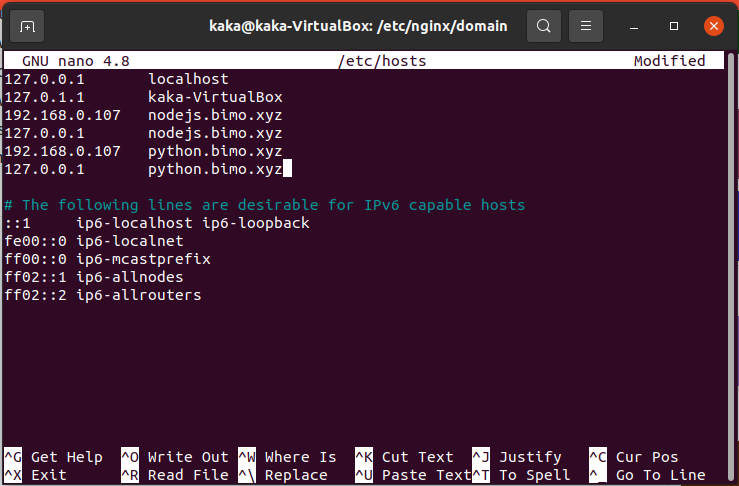 kaka@kaka-VirtualBox: /etc/nginx/domain
GNU nano 4.8 /etc/hosts Modified
127.0.0.1 localhost
127.0.1.1 kaka-VirtualBox
192.168.0.107 nodejs.bimo.xyz
127.0.0.1 nodejs.bimo.xyz
192.168.0.107 python.bimo.xyz
127.0.0.1 python.bimo.xyz
# The following lines are desirable for IPv6 capable hosts
::1 ip6-localhost ip6-loopback
fe00::0 ip6-localnet
ff00::0 ip6-mcastprefix
ff02::1 ip6-allnodes
ff02::2 ip6-allrouters
^G Get Help ^O Write Out ^W Where Is ^K Cut Text ^J Justify ^C Cur Pos
^X Exit ^R Read File ^\ Replace ^U Paste Text ^T To Spell ^_ Go To Line